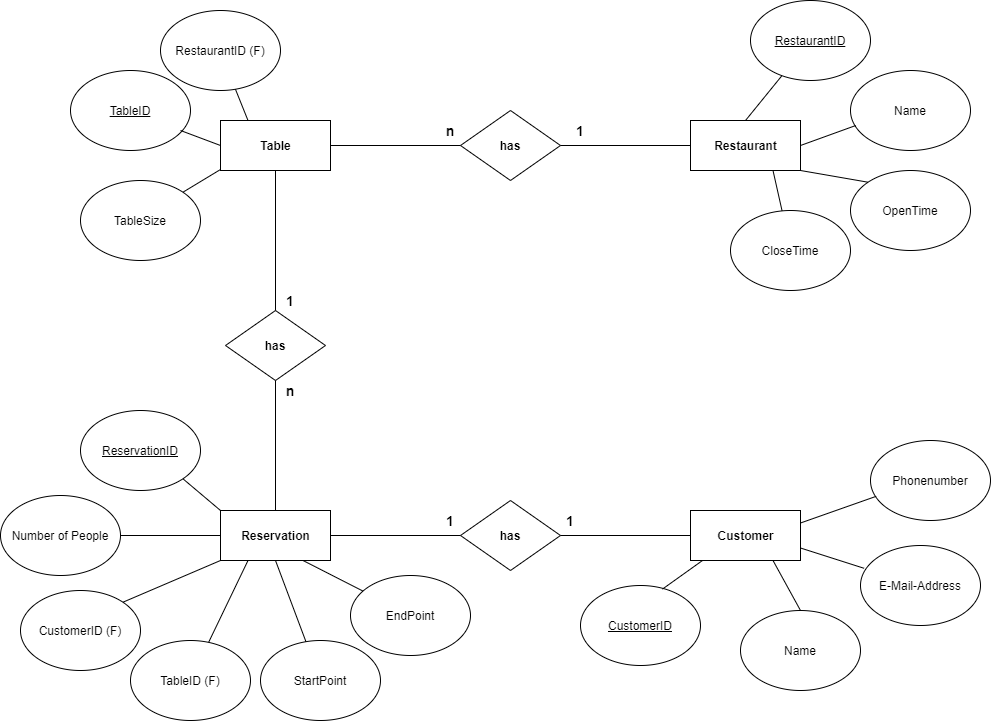 RestaurantID (F)
RestaurantID
TableID
Name
n
1
Table
has
Restaurant
TableSize
OpenTime
CloseTime
1
has
n
ReservationID
Phonenumber
1
1
Number of People
Reservation
has
Customer
E-Mail-Address
EndPoint
CustomerID (F)
CustomerID
Name
TableID (F)
StartPoint